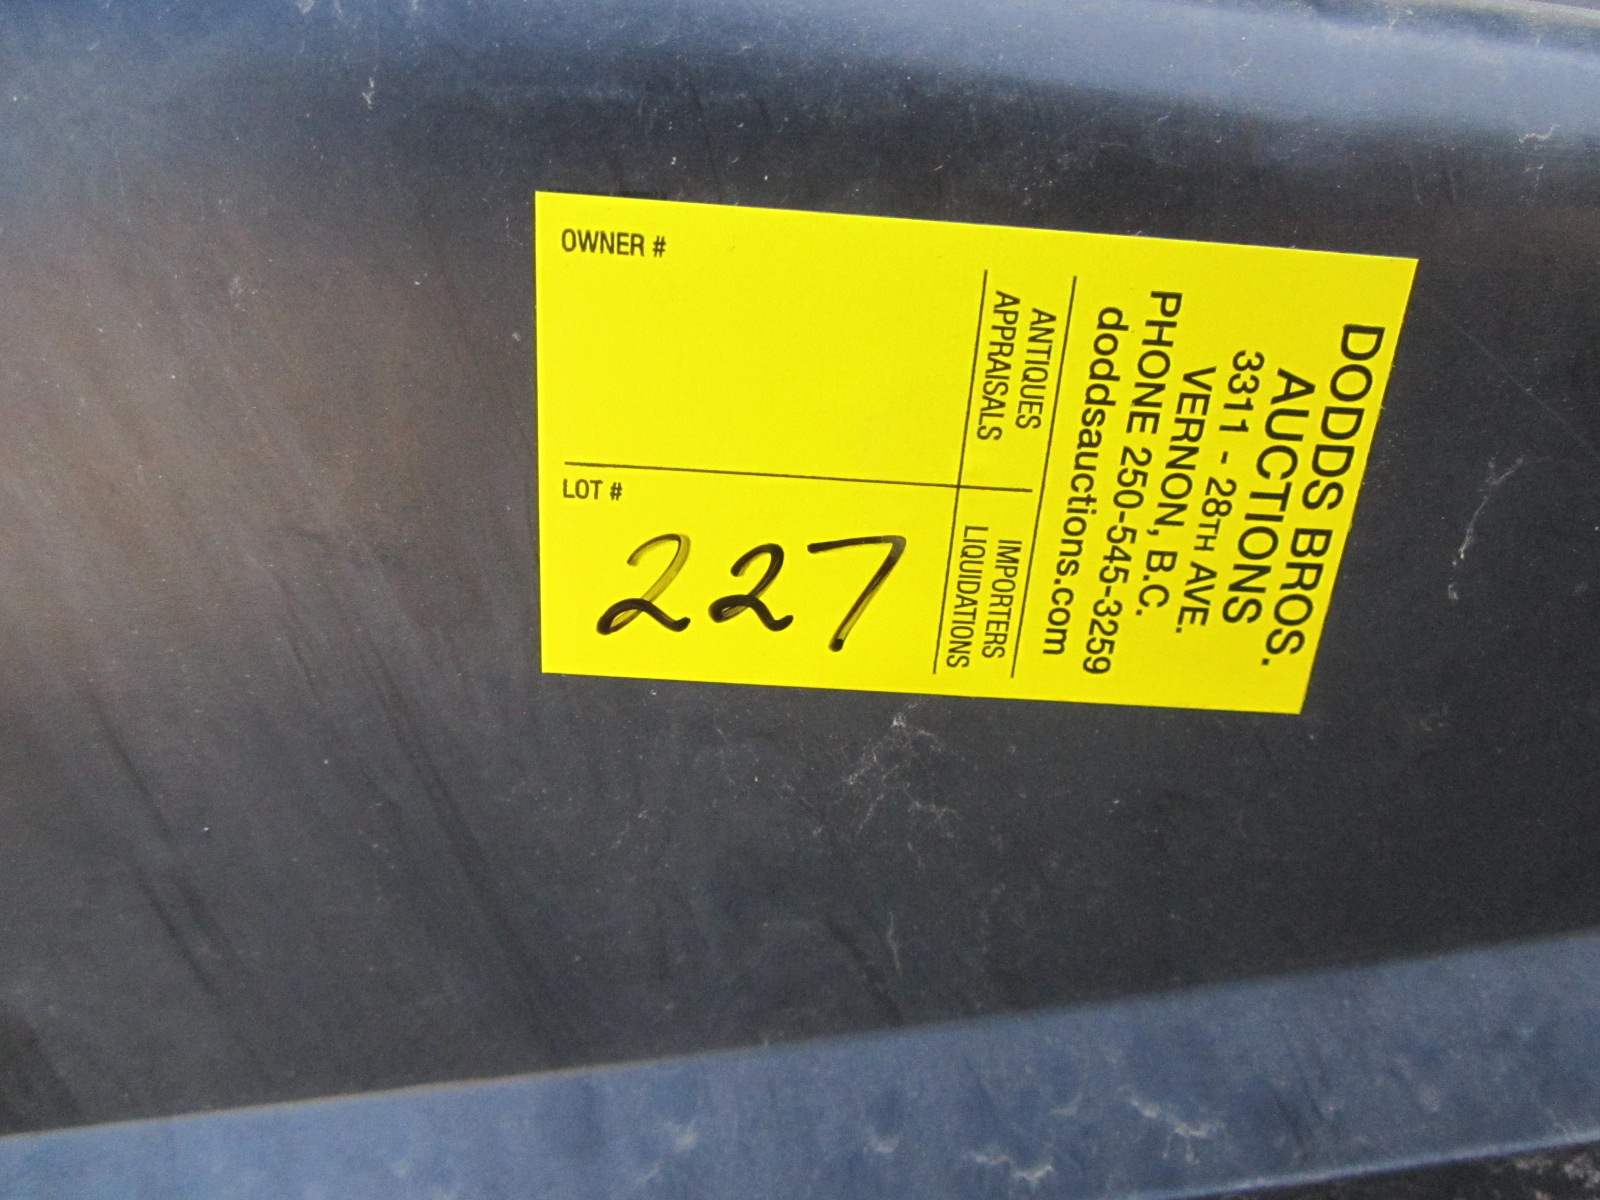 DODDS BROS.
AUCTIONS
3311 - 28TH AVE.
VERNON, B.C.
PHONE 250-545-3259
doddsauctions.com
ANTIQUES
APPRAISALS
IMPORTERS
LIQUIDATIONS
OWNER #
LOT #
227